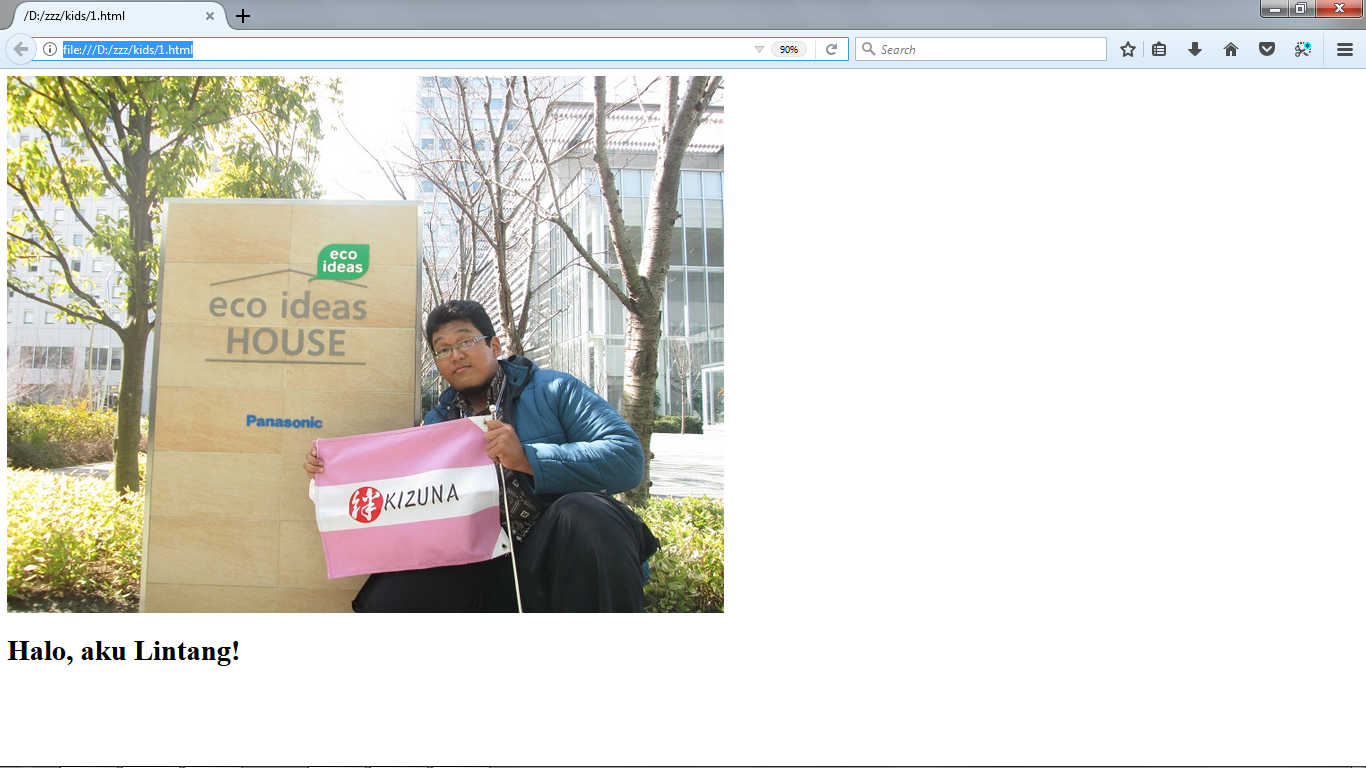 /D:/zzz/kids/1.html
file:///D:/zzz/kids/1.html
90%
Search
eco
ideas
eco ideas
HOUSE
Panasonic
絆 KIZUNA
Halo, aku Lintang!